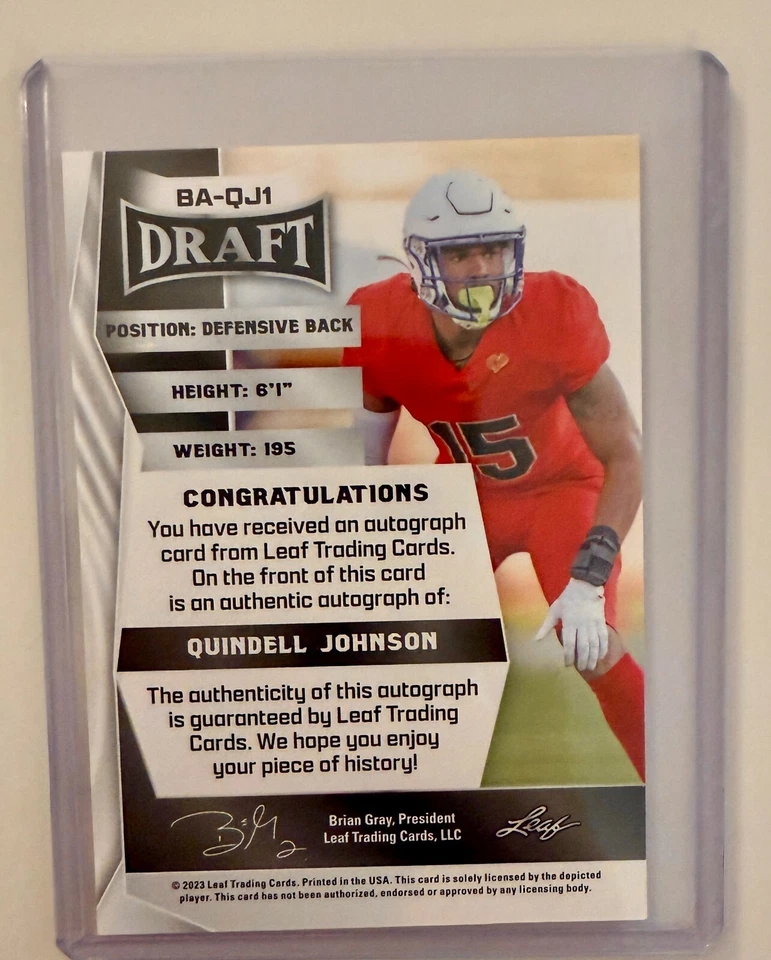 BA-QJ1
DRAFT
POSITION: DEFENSIVE BACK
HEIGHT: 6'1"
WEIGHT: 195
15
CONGRATULATIONS
You have received an autograph
card from Leaf Trading Cards.
On the front of this card
is an authentic autograph of:
QUINDELL JOHNSON
The authenticity of this autograph
is guaranteed by Leaf Trading
Cards. We hope you enjoy
your piece of history!
Brian Gray, President
Leaf Trading Cards, LLC
Leaf
© 2023 Leaf Trading Cards. Printed in the USA. This card is solely licensed by the depicted
player. This card has not been authorized, endorsed or approved by any licensing body.